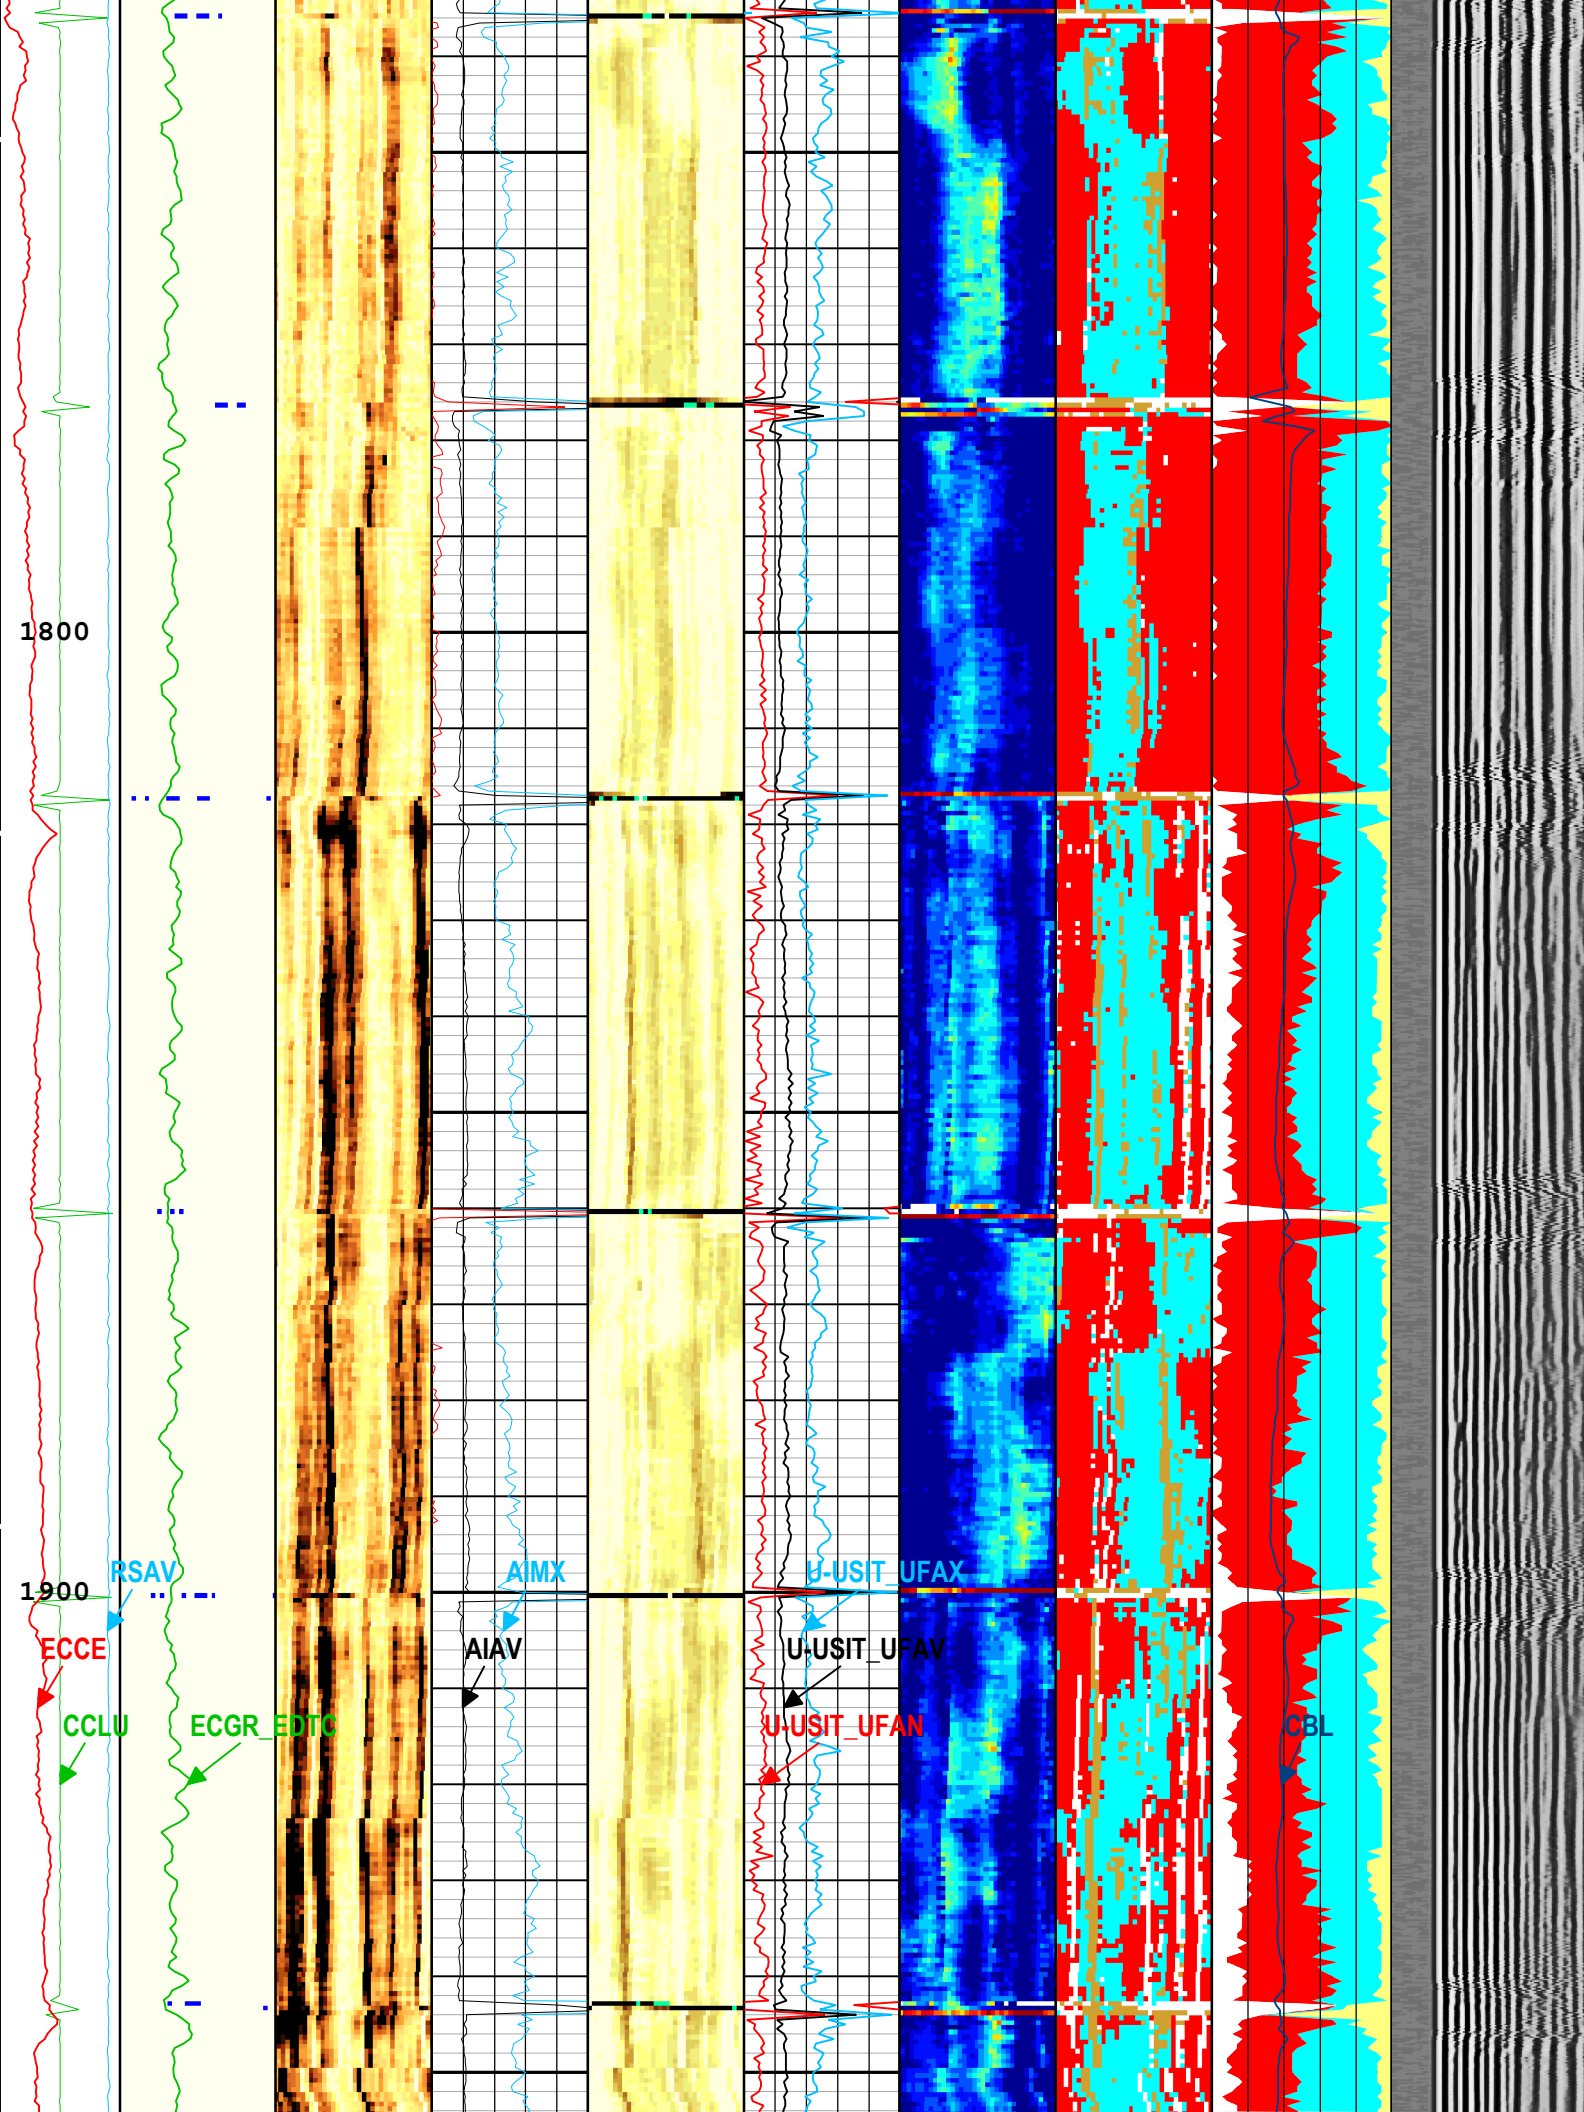 1800
1900
RSAV
AIMX
U-USIT_UFAX
ECCE
AIAV
U-USIT_UFAV
CCLU
ECGR_EDTC
U-USIT_UFAN
CBL